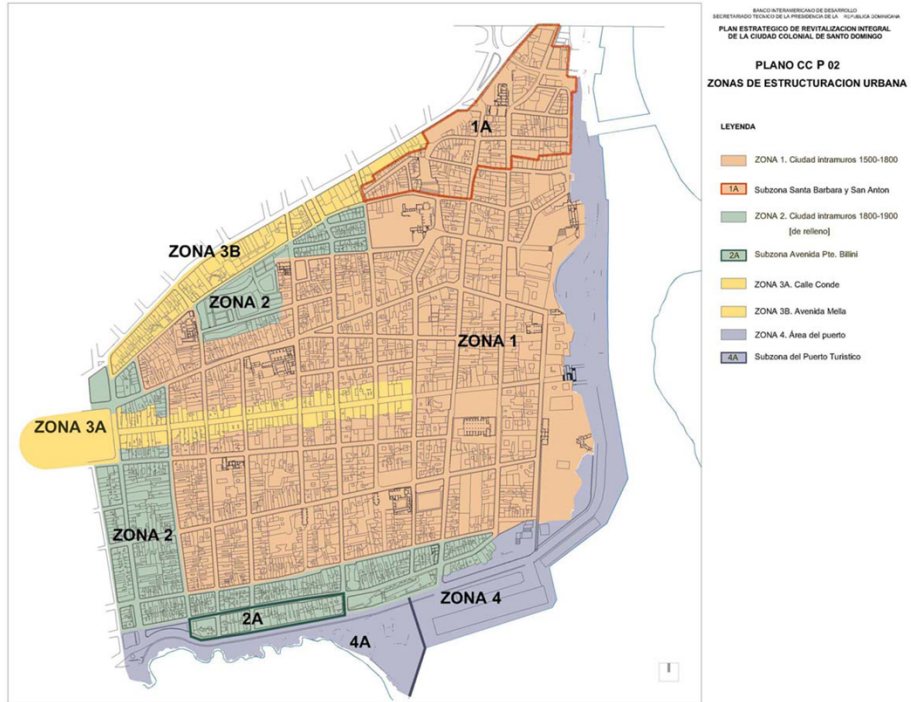 BANCO INTERAMERICANO DE DESARROLLO
SECRETARIADO TECNICO DE LA PRESIDENCIA DE LA REPUBLICA DOMINICANA
PLAN ESTRATEGICO DE REVITALIZACION INTEGRAL
DE LA CIUDAD COLONIAL DE SANTO DOMINGO
PLANO CC P 02
ZONAS DE ESTRUCTURACION URBANA
LEYENDA
ZONA 1. Ciudad intramuros 1500-1800
1A Subzona Santa Barbara y San Anton
ZONA 2. Ciudad intramuros 1800-1900
[de relleno]
2A Subzona Avenida Pte. Billini
ZONA 3A. Calle Conde
ZONA 3B. Avenida Mella
ZONA 4. Área del puerto
4A Subzona del Puerto Turistico
1A
ZONA 3B
ZONA 2
ZONA 1
ZONA 3A
ZONA 2
ZONA 4
2A
4A